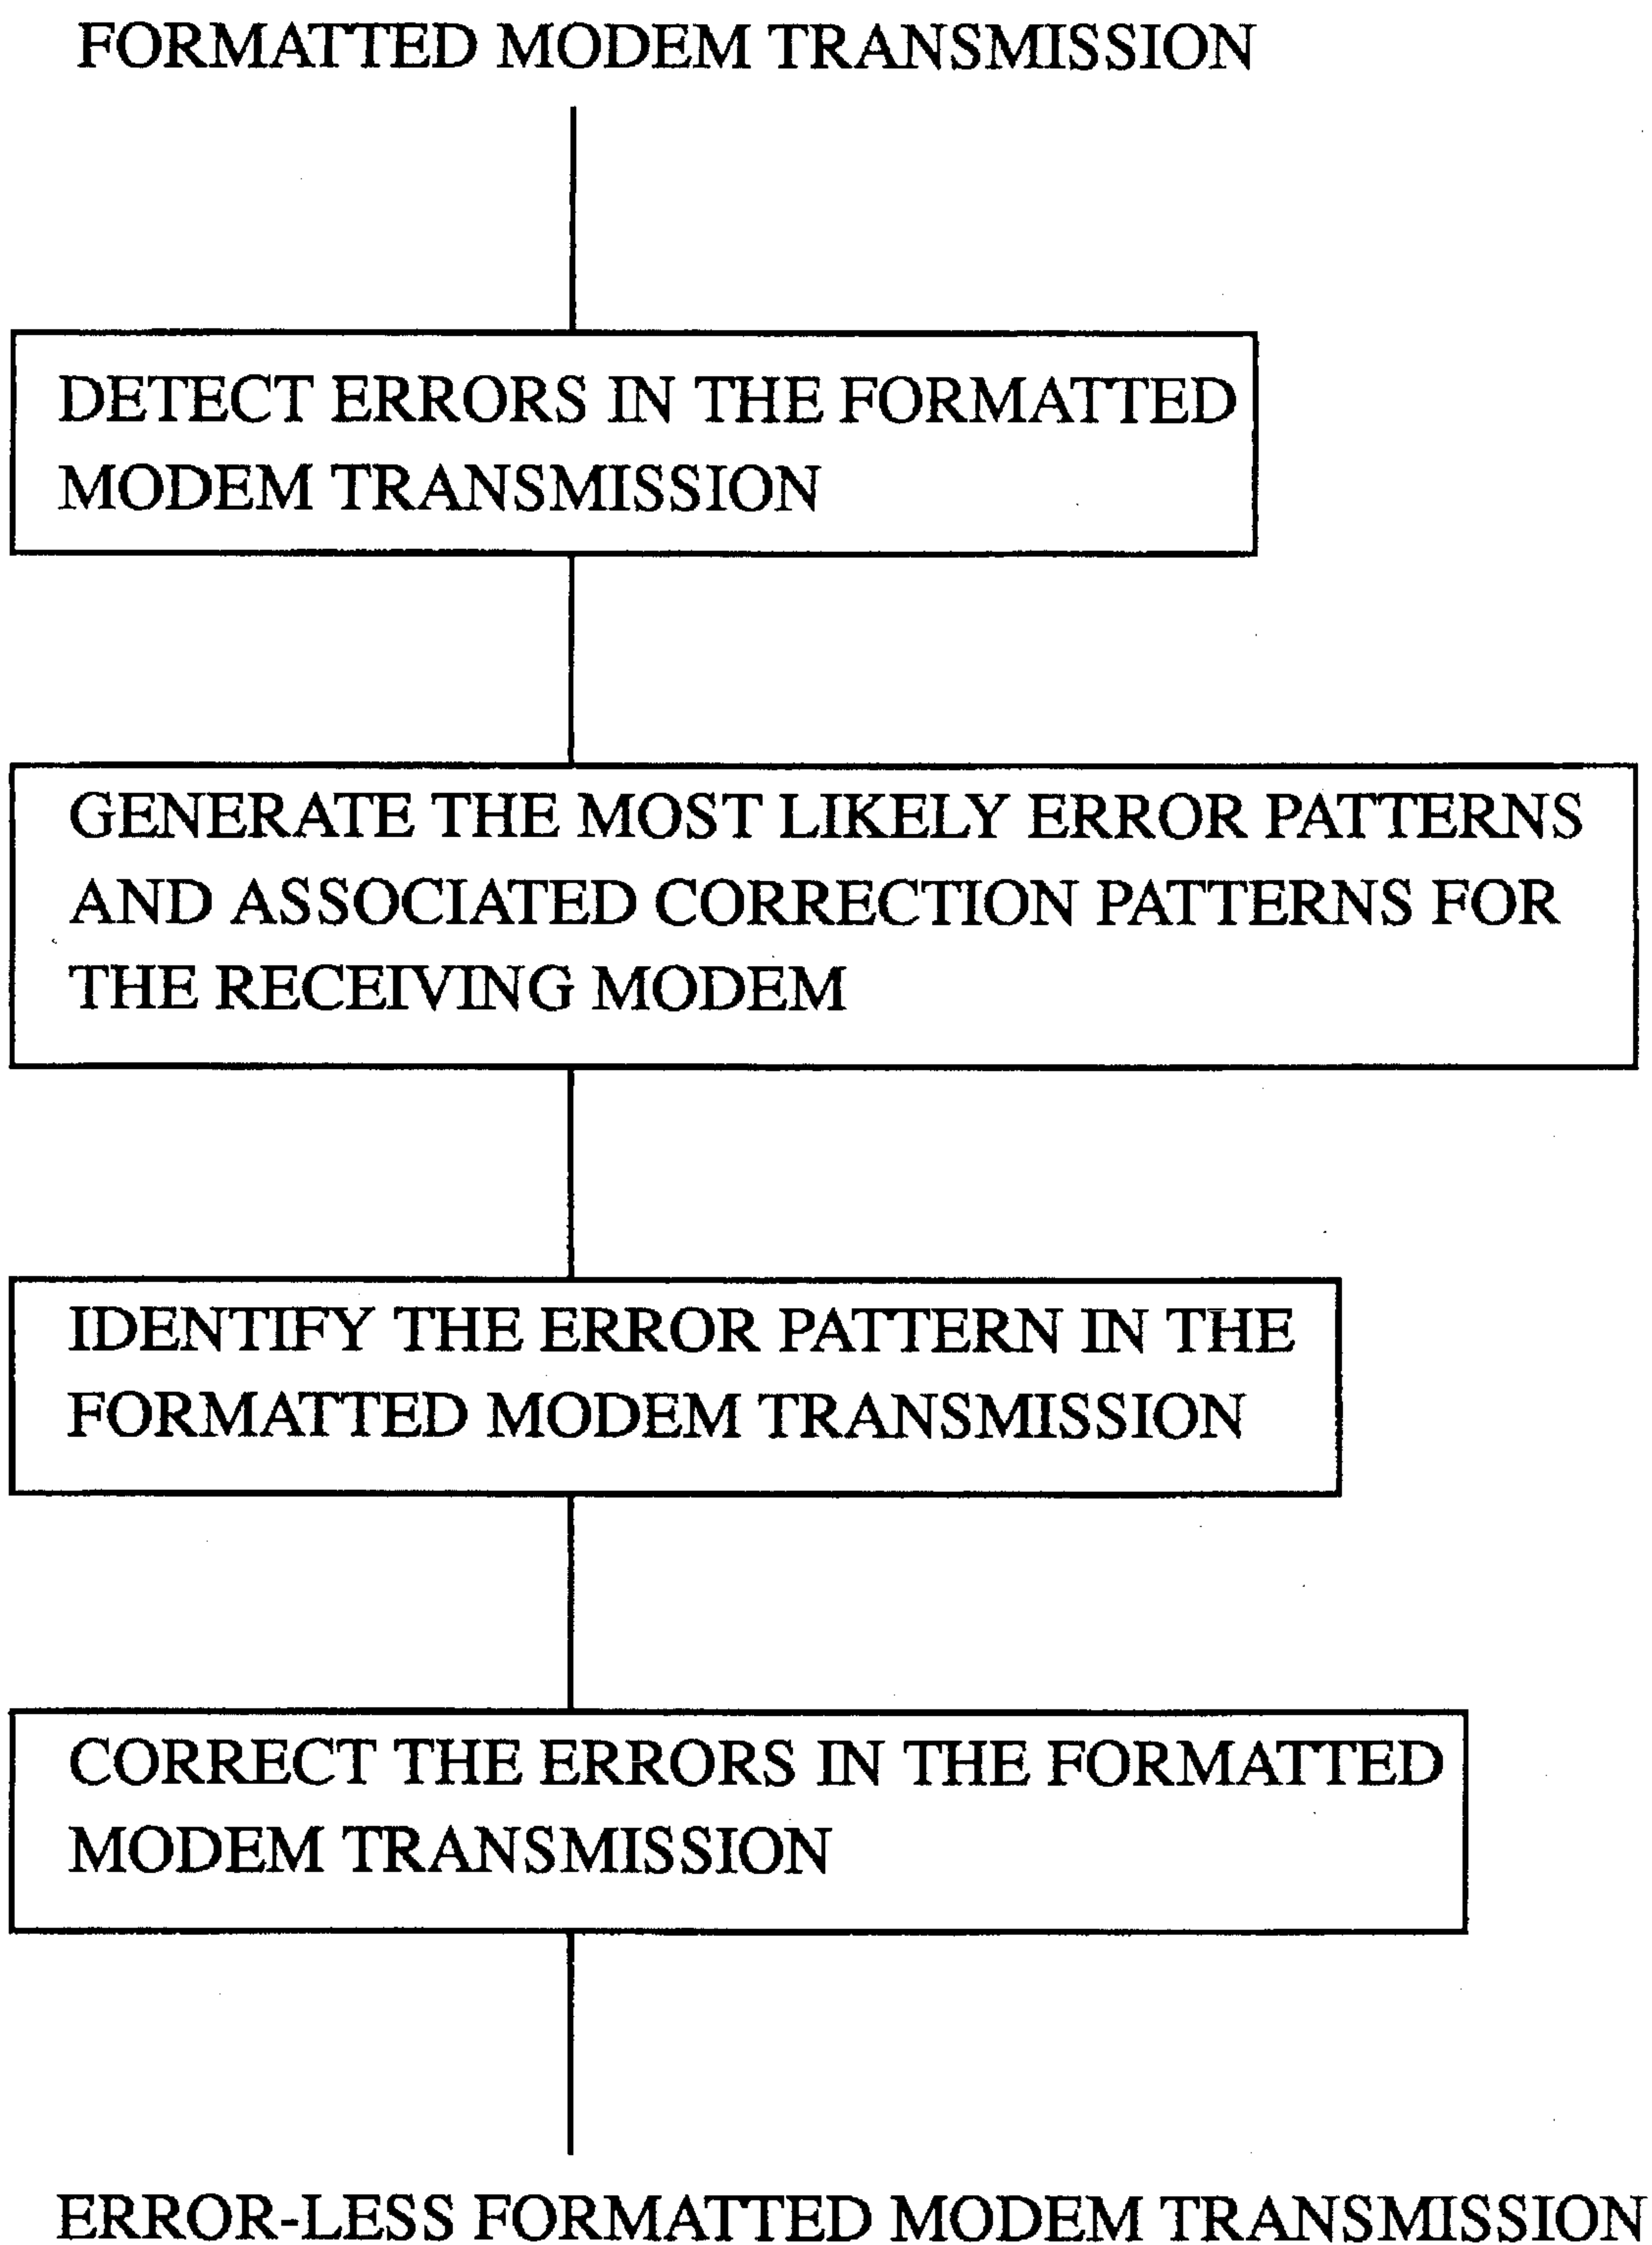 FORMATTED MODEM TRANSMISSION
DETECT ERRORS IN THE FORMATTED
MODEM TRANSMISSION
GENERATE THE MOST LIKELY ERROR PATTERNS
AND ASSOCIATED CORRECTION PATTERNS FOR
THE RECEIVING MODEM
IDENTIFY THE ERROR PATTERN IN THE
FORMATTED MODEM TRANSMISSION
CORRECT THE ERRORS IN THE FORMATTED
MODEM TRANSMISSION
ERROR-LESS FORMATTED MODEM TRANSMISSION